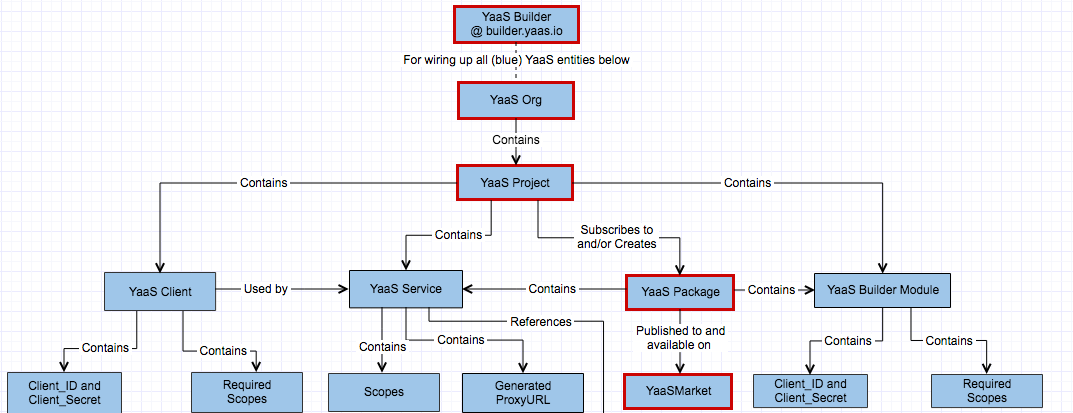 YaaS Builder
@ builder.yaas.io
For wiring up all (blue) YaaS entities below
YaaS Org
Contains
YaaS Project
Contains
Contains
Contains
Subscribes to
and/or Creates
YaaS Client
Used by
YaaS Service
Contains
YaaS Package
Contains
YaaS Builder Module
References
Contains
Contains
Contains
Contains
Published to and
available on
Contains
Contains
Client_ID and
Client_Secret
Required
Scopes
Scopes
Generated
ProxyURL
YaaSMarket
Client_ID and
Client_Secret
Required
Scopes